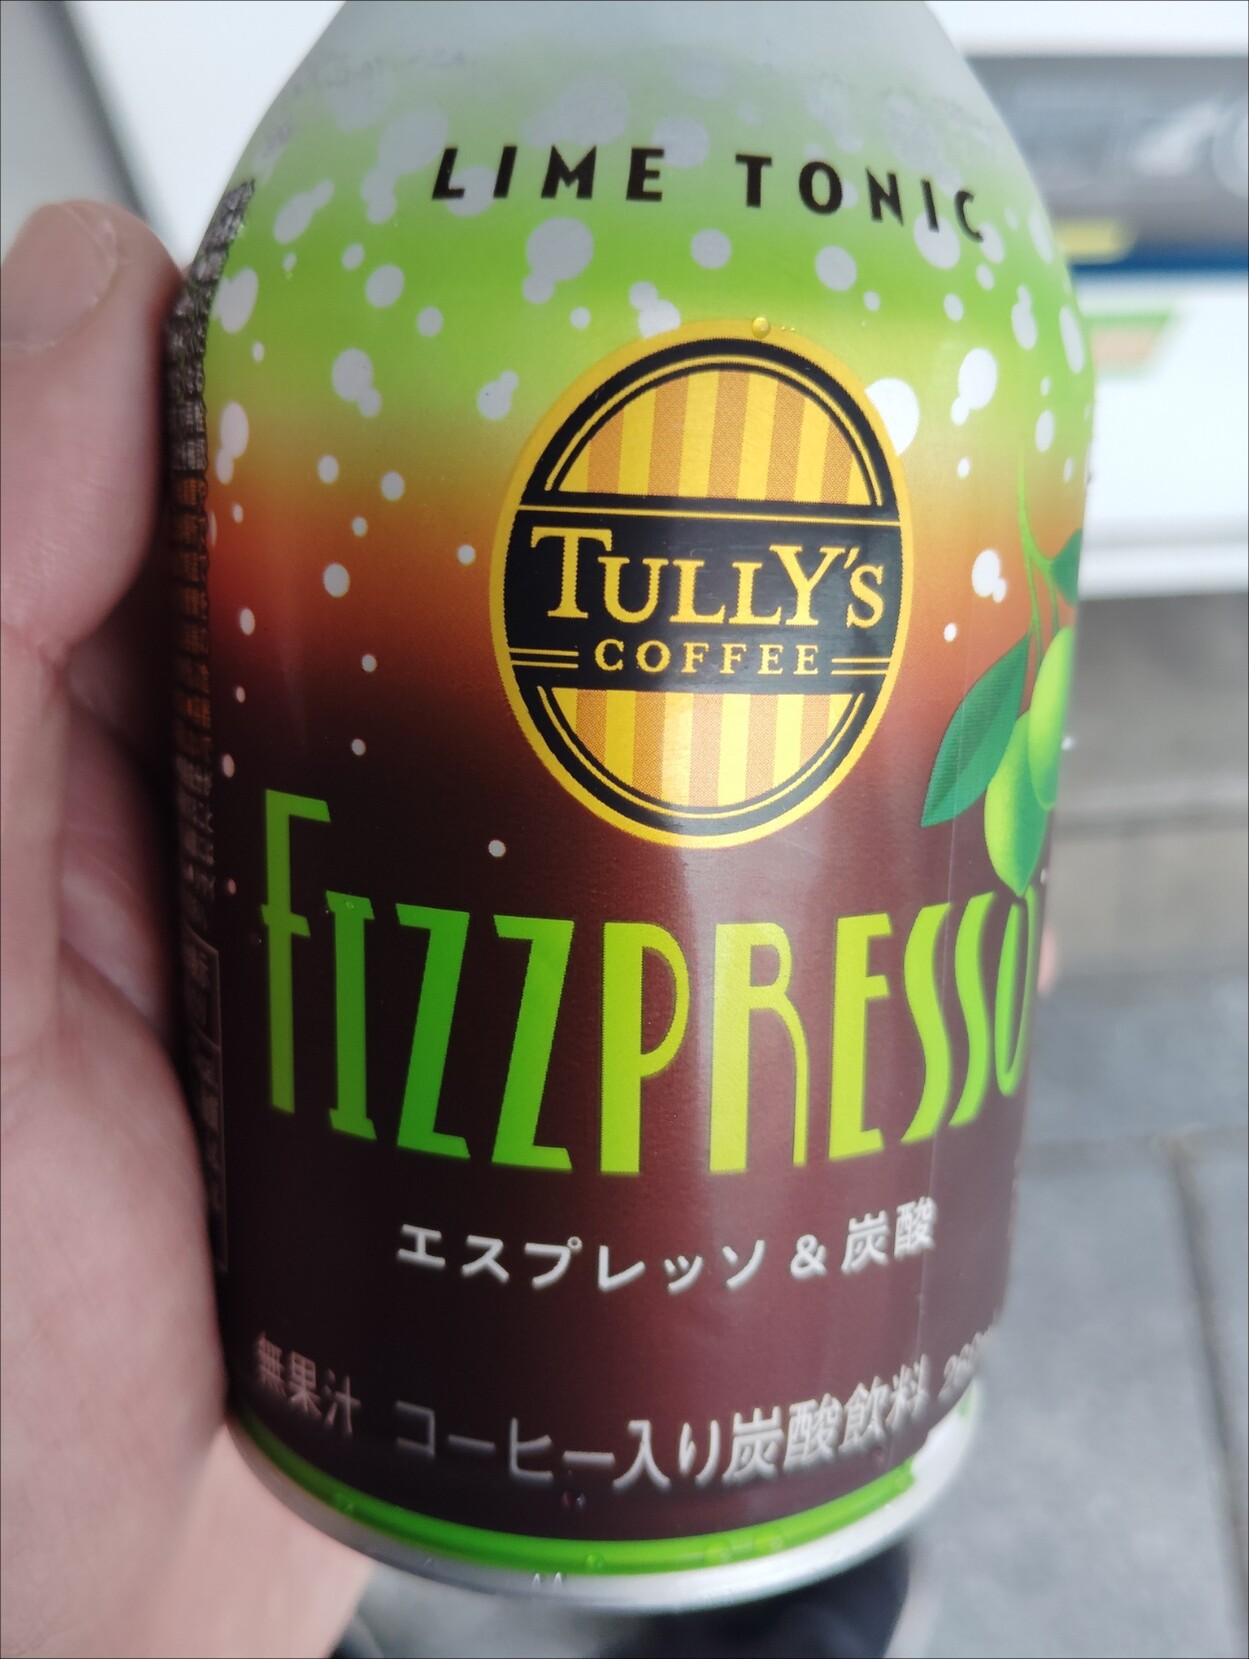 LIME TONIC
TULLY'S
COFFEE
FIZZPRESSO
エスプレッソ & 炭酸
無果汁 コーヒー入り炭酸飲料